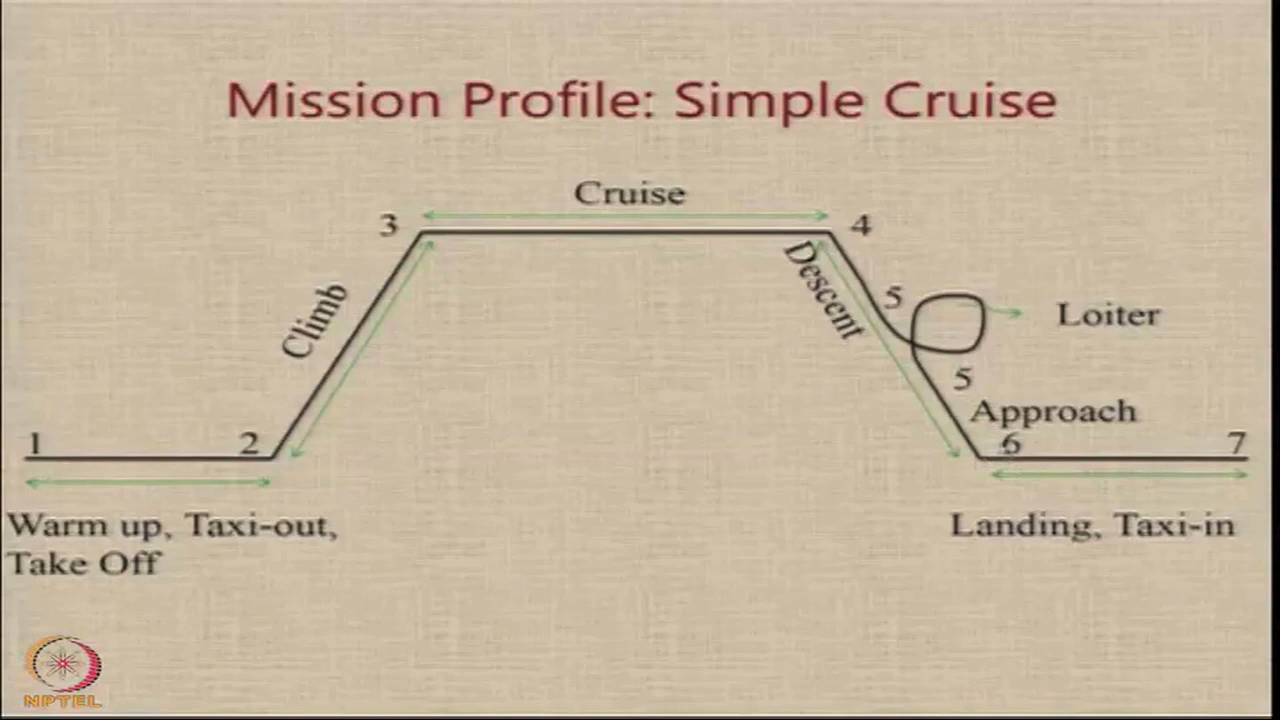 Mission Profile: Simple Cruise
Cruise
3
4
Climb
Descent
5
Loiter
5
Approach
1
2
6
7
Warm up, Taxi-out,
Take Off
Landing, Taxi-in
NPTEL